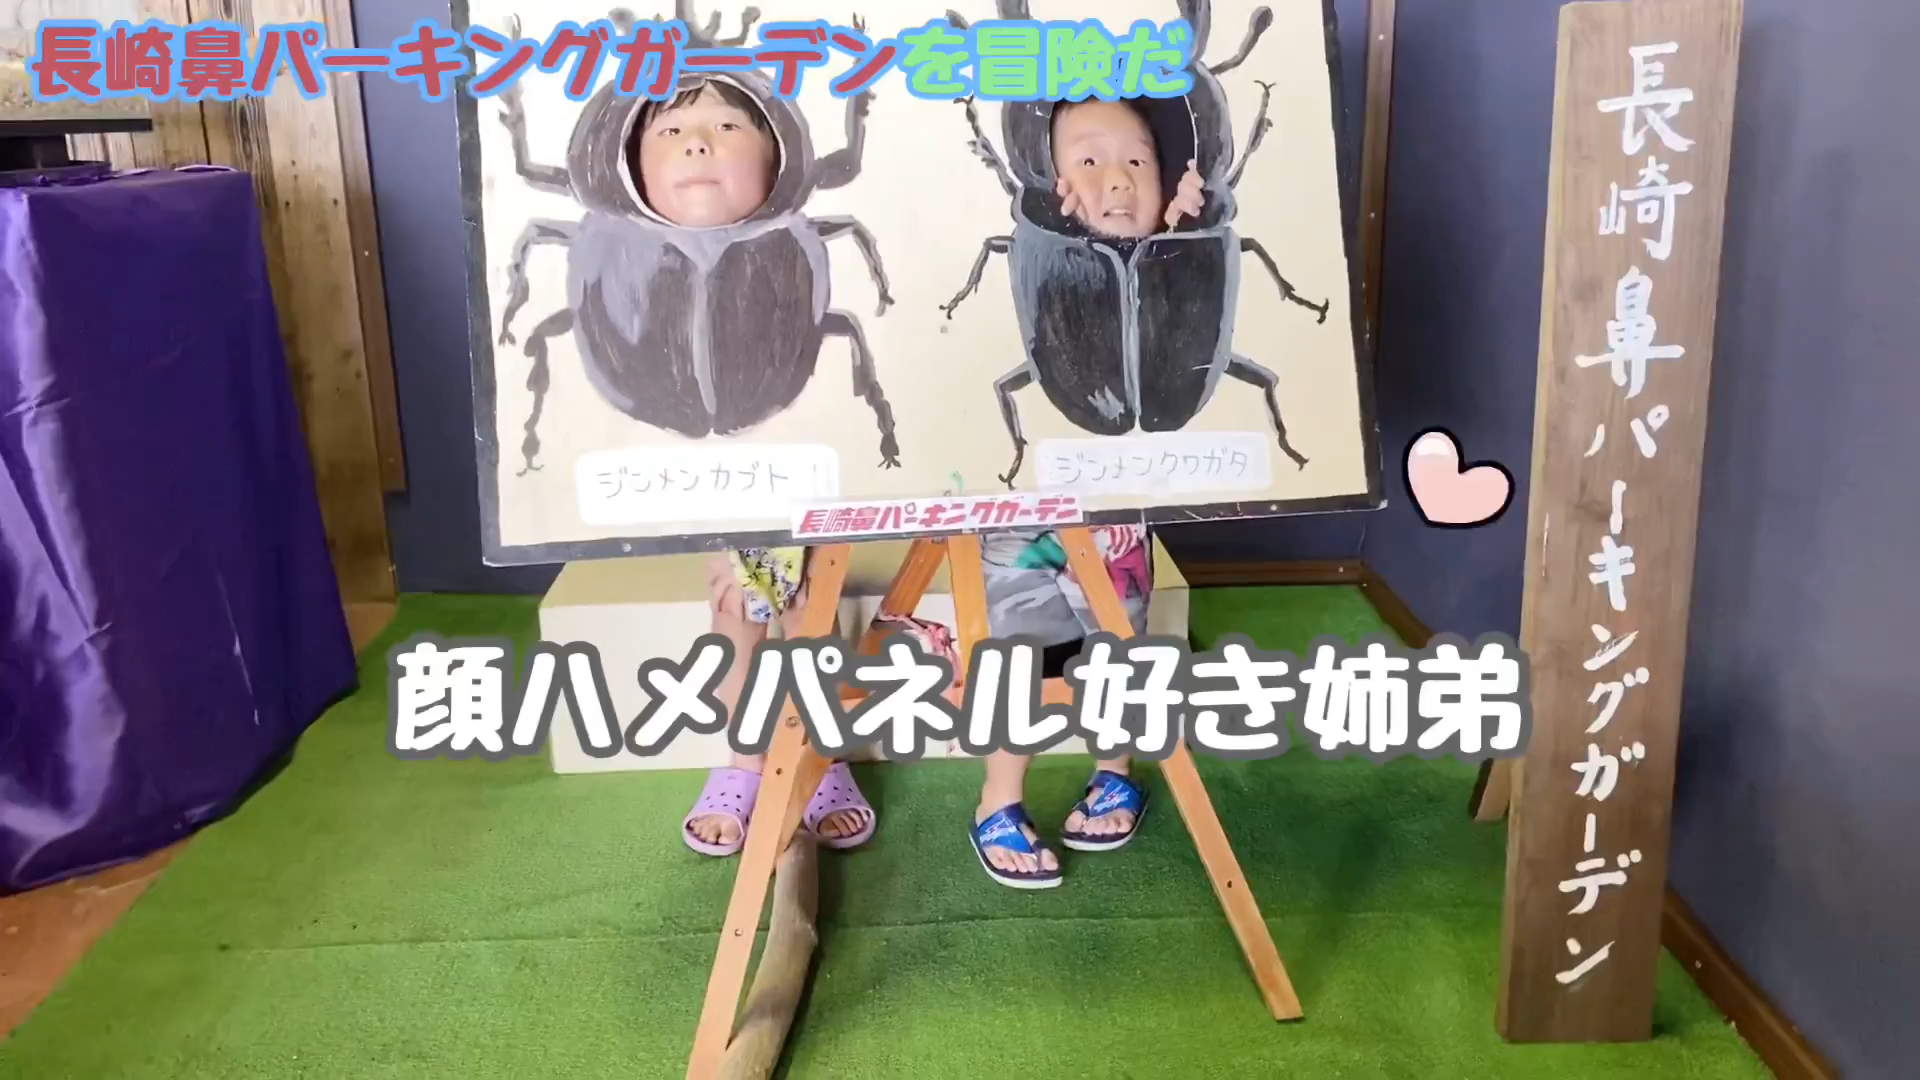 長崎鼻パーキングガーデンを冒険だ
ジンメンカブト
ジンメンクワガタ
長崎鼻パーキングガーデン
顔ハメパネル好き姉弟
長崎鼻パーキングガーデン